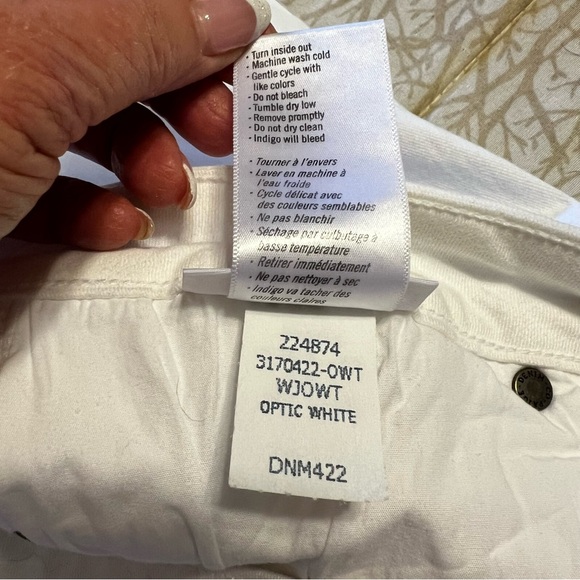 · Turn inside out
· Machine wash cold
· Gentle cycle with
like colors
· Do not bleach
· Tumble dry low
· Remove promptly
· Do not dry clean
· Indigo will bleed
· Tourner à l'envers
· Laver en machine à
l'eau froide
· Cycle délicat avec
des couleurs semblables
· Ne pas blanchir
· Séchage par culbutage à
basse température
· Retirer immédiatement
· Ne pas nettoyer à sec
· Indigo va tacher des
couleurs claires
224874
3170422-OWT
WJOWT
OPTIC WHITE
DNM422